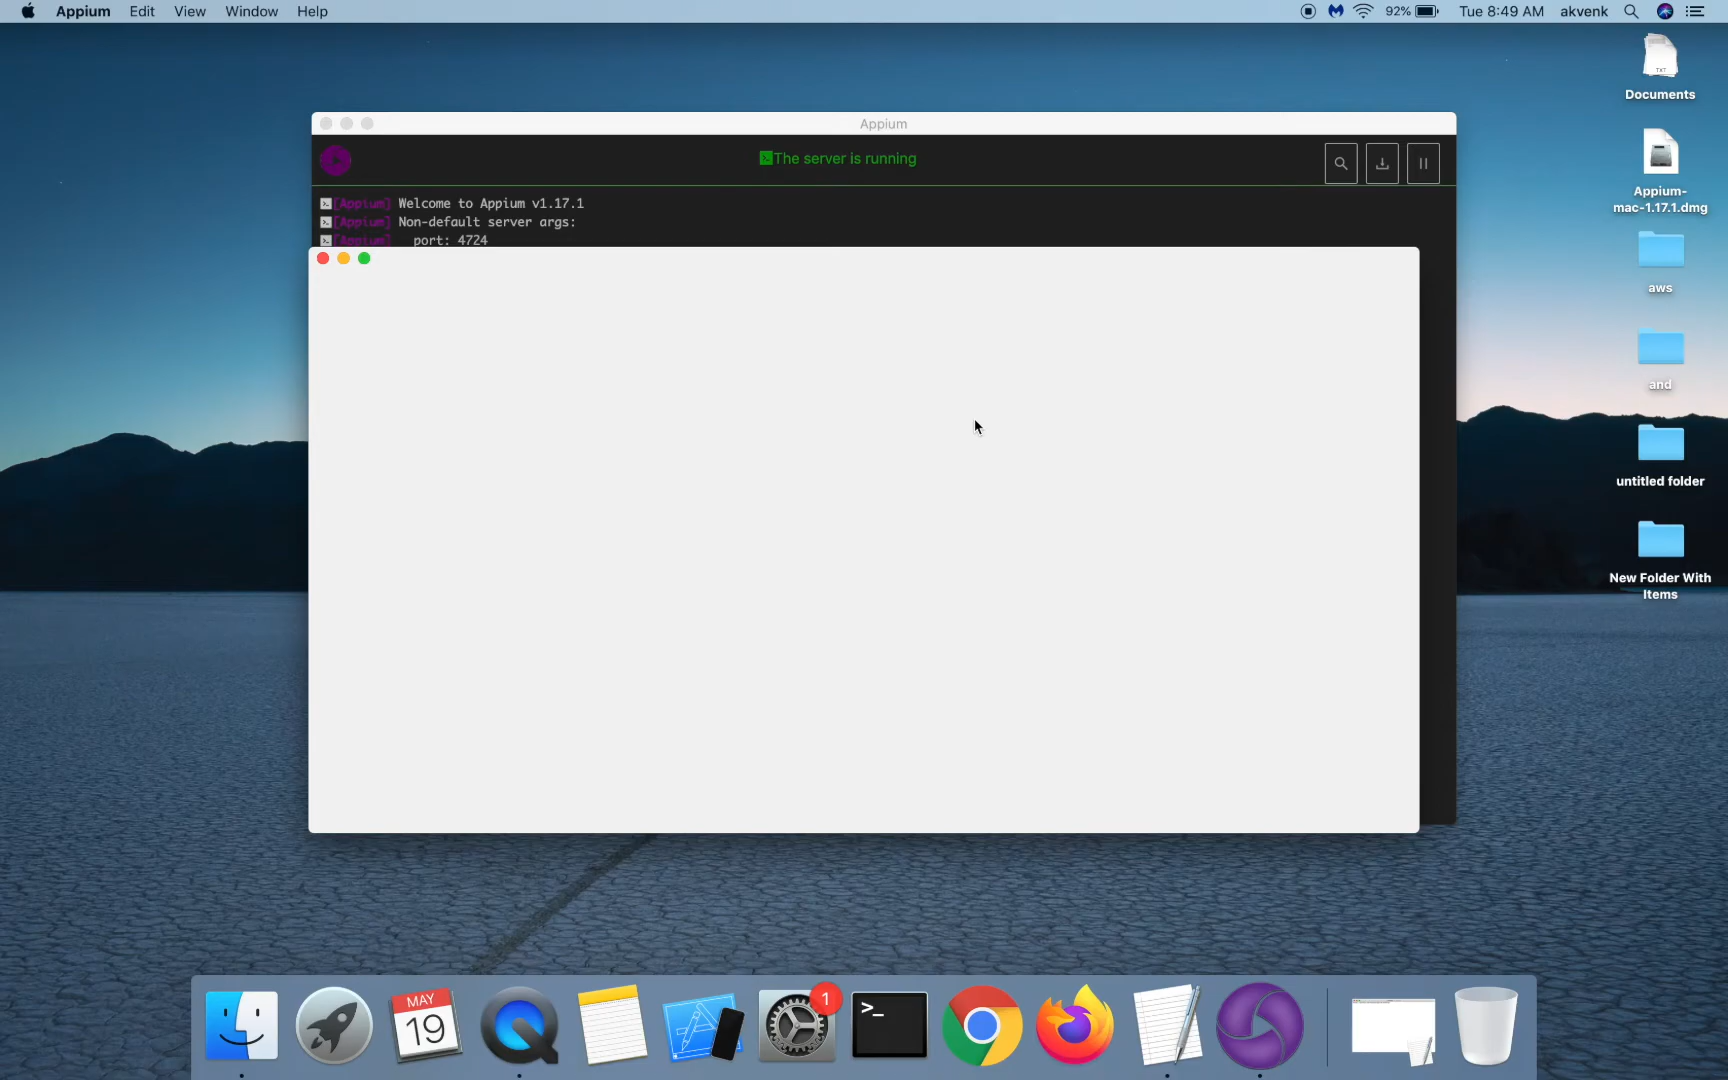 Appium Edit View Window Help 92% Tue 8:49 AM akvenk
TXT
Documents
Appium-
mac-1.17.1.dmg
aws
and
untitled folder
New Folder With
Items
Appium
The server is running
[Appium] Welcome to Appium v1.17.1
[Appium] Non-default server args:
[Appium] port: 4724
MAY
19
1
>_